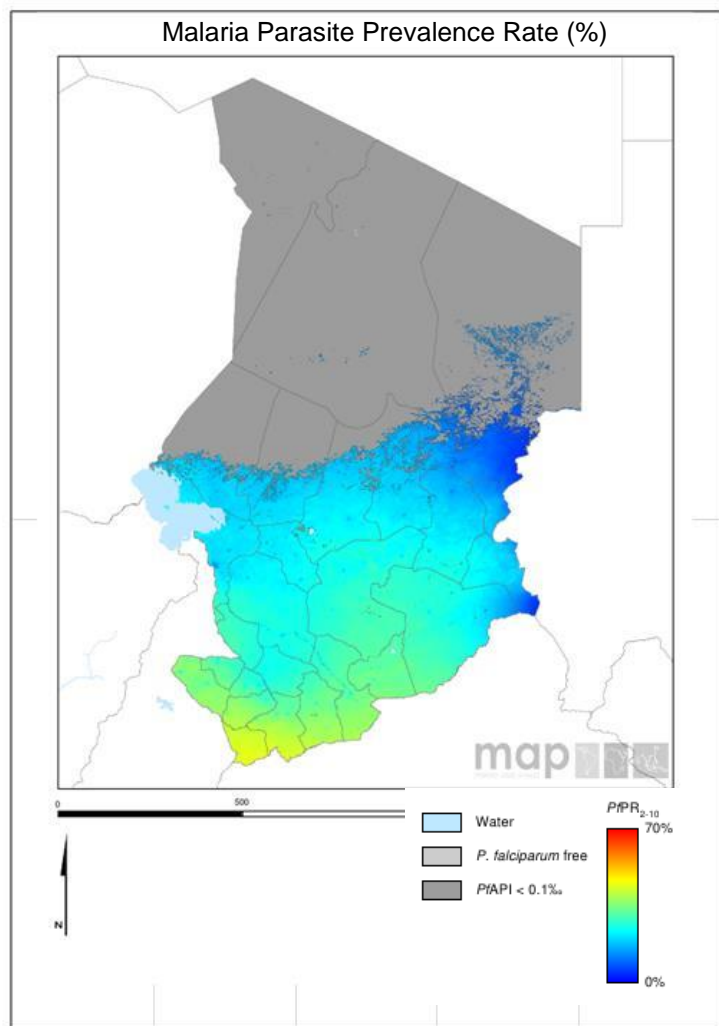 Malaria Parasite Prevalence Rate (%)
map
0
500
N
Water
P. falciparum free
PfAPI < 0.1‰
PfPR2-10
70%
0%